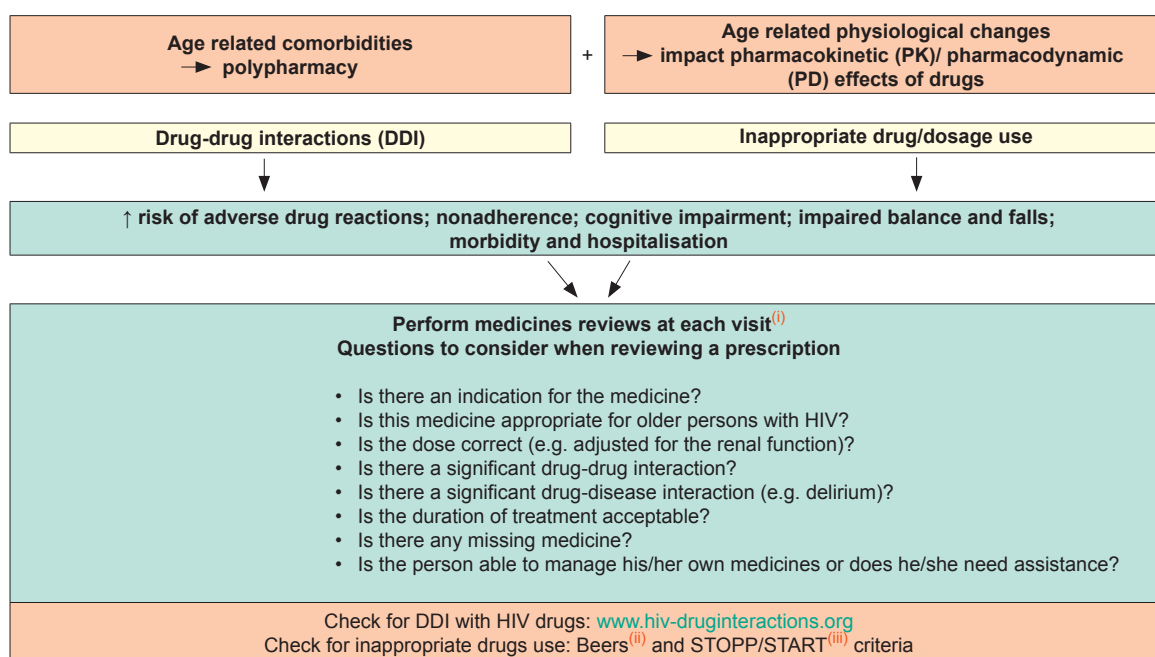 Age related comorbidities
→ polypharmacy
+
Age related physiological changes
→ impact pharmacokinetic (PK)/ pharmacodynamic
(PD) effects of drugs
Drug-drug interactions (DDI)
Inappropriate drug/dosage use
↑ risk of adverse drug reactions; nonadherence; cognitive impairment; impaired balance and falls;
morbidity and hospitalisation
Perform medicines reviews at each visit(i)
Questions to consider when reviewing a prescription
• Is there an indication for the medicine?
• Is this medicine appropriate for older persons with HIV?
• Is the dose correct (e.g. adjusted for the renal function)?
• Is there a significant drug-drug interaction?
• Is there a significant drug-disease interaction (e.g. delirium)?
• Is the duration of treatment acceptable?
• Is there any missing medicine?
• Is the person able to manage his/her own medicines or does he/she need assistance?
Check for DDI with HIV drugs: www.hiv-druginteractions.org
Check for inappropriate drugs use: Beers(ii) and STOPP/START(iii) criteria